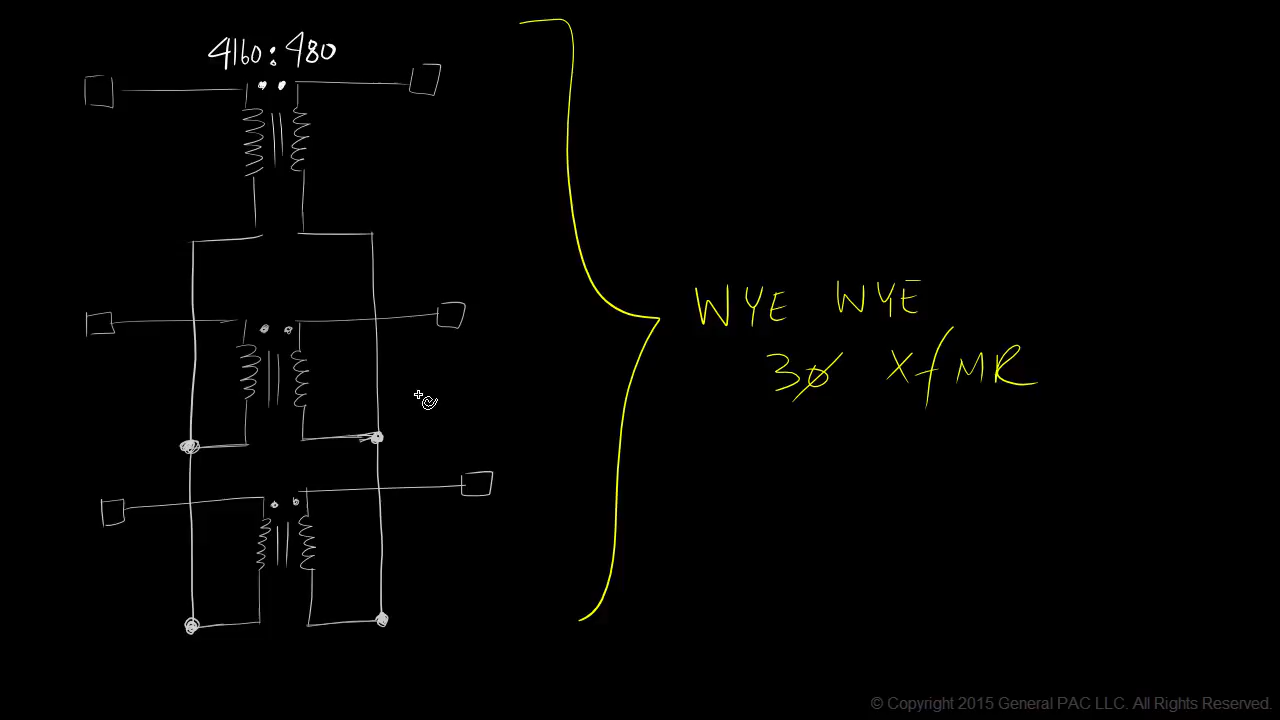 4160 : 480
WYE WYE
3Ø XfMR
© Copyright 2015 General PAC LLC. All Rights Reserved.